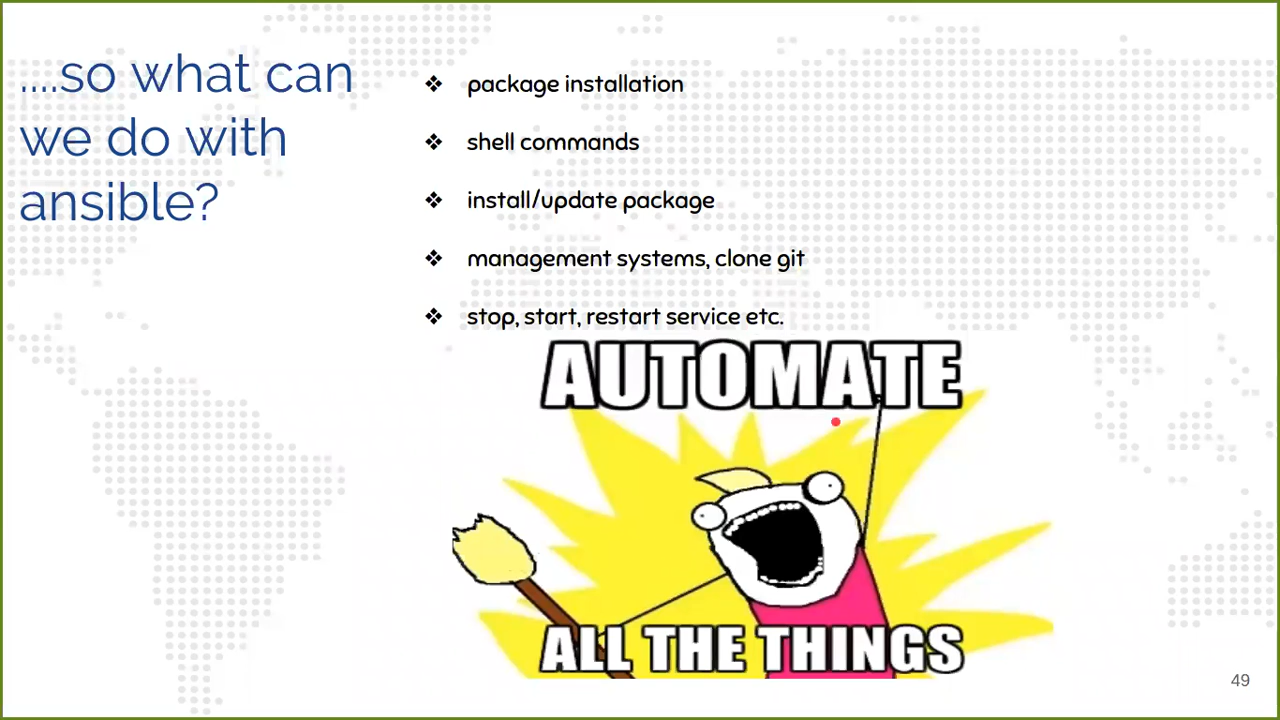 ....so what can
we do with
ansible?
❖ package installation
❖ shell commands
❖ install/update package
❖ management systems, clone git
❖ stop, start, restart service etc.
AUTOMATE
ALL THE THINGS
49